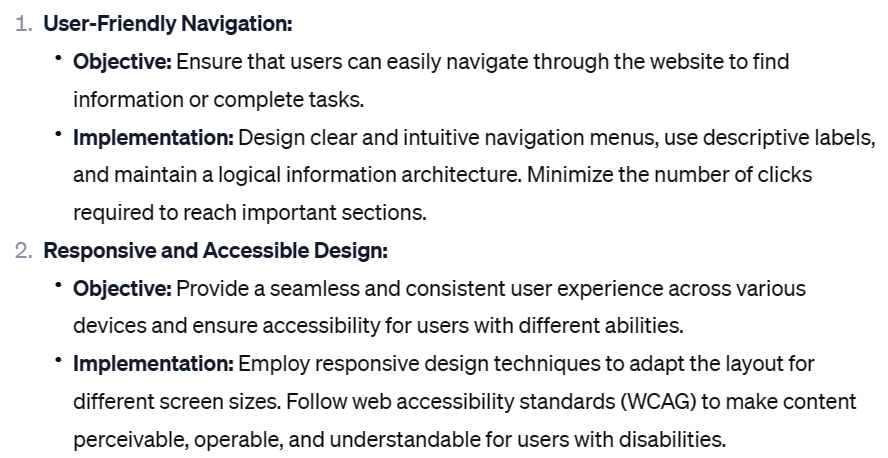 1. User-Friendly Navigation:
• Objective: Ensure that users can easily navigate through the website to find
information or complete tasks.
• Implementation: Design clear and intuitive navigation menus, use descriptive labels,
and maintain a logical information architecture. Minimize the number of clicks
required to reach important sections.
2. Responsive and Accessible Design:
• Objective: Provide a seamless and consistent user experience across various
devices and ensure accessibility for users with different abilities.
• Implementation: Employ responsive design techniques to adapt the layout for
different screen sizes. Follow web accessibility standards (WCAG) to make content
perceivable, operable, and understandable for users with disabilities.